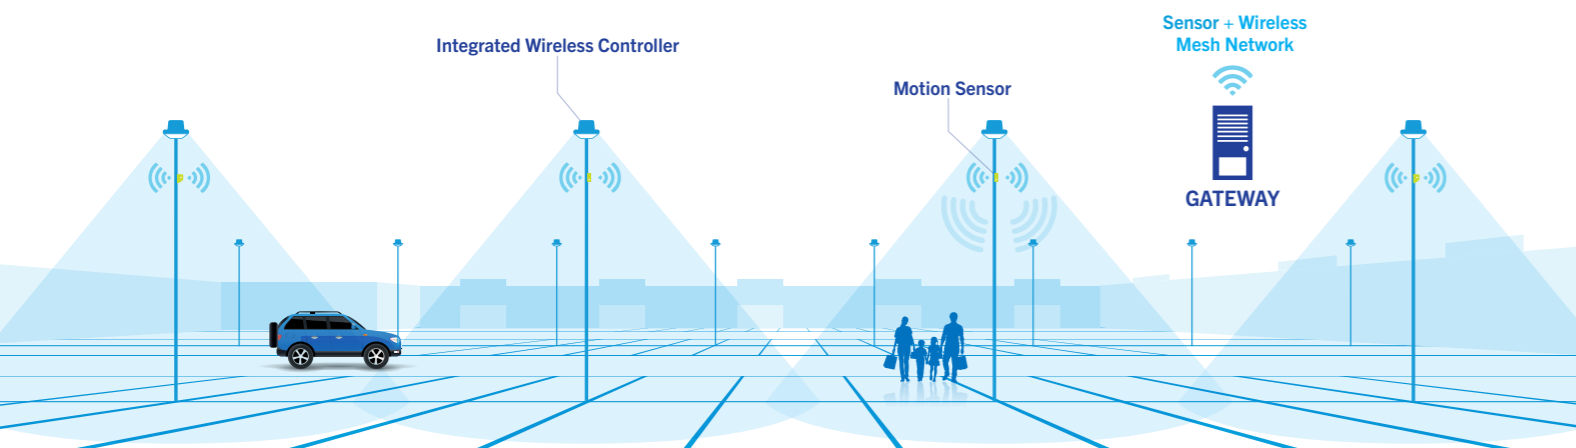 Integrated Wireless Controller
Motion Sensor
Sensor + Wireless
Mesh Network
GATEWAY